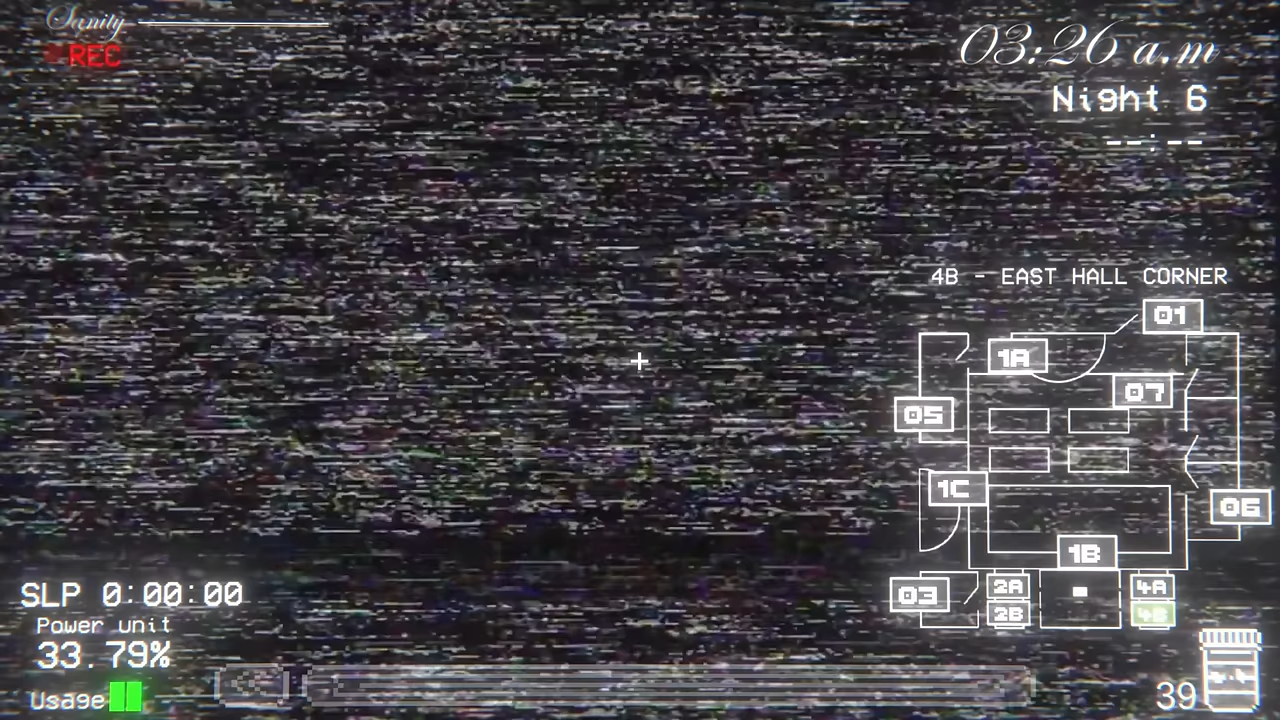 Sanity
REC
03:26 a.m
Night 6
--:--
4B - EAST HALL CORNER
01
1A
07
05
1C
06
1B
03
2A
4A
2B
4B
SLP 0:00:00
Power unit
33.79%
Usage
39